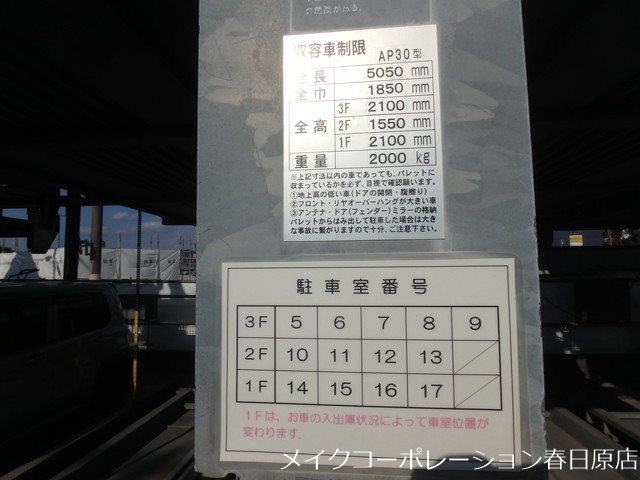 の危険がある。
収容車制限 AP30型
全長 5050 mm
全巾 1850 mm
全高 3F 2100 mm
2F 1550 mm
1F 2100 mm
重量 2000 kg
※上記寸法以内の車であっても、パレットに
収まっているかを必ず、目視で確認願います。
①地上高の低い車(ドアの開閉・腹擦り)
②フロント・リヤオーバーハングが大きい車
③アンテナ・ドア(フェンダー)ミラーの格納
パレットからはみ出して駐車した場合は大き
な事故に繋がりますので十分、ご注意下さい。
駐車室番号
3F 5 6 7 8 9
2F 10 11 12 13
1F 14 15 16 17
1Fは、お車の入出庫状況によって車室位置が
変わります.
メイクコーポレーション春日原店